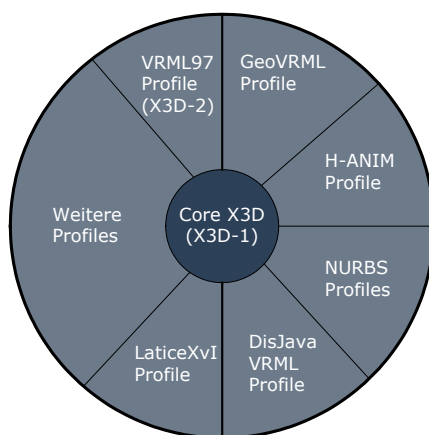 VRML97
Profile
(X3D-2)
GeoVRML
Profile
H-ANIM
Profile
Weitere
Profiles
Core X3D
(X3D-1)
NURBS
Profiles
LaticeXvI
Profile
DisJava
VRML
Profile